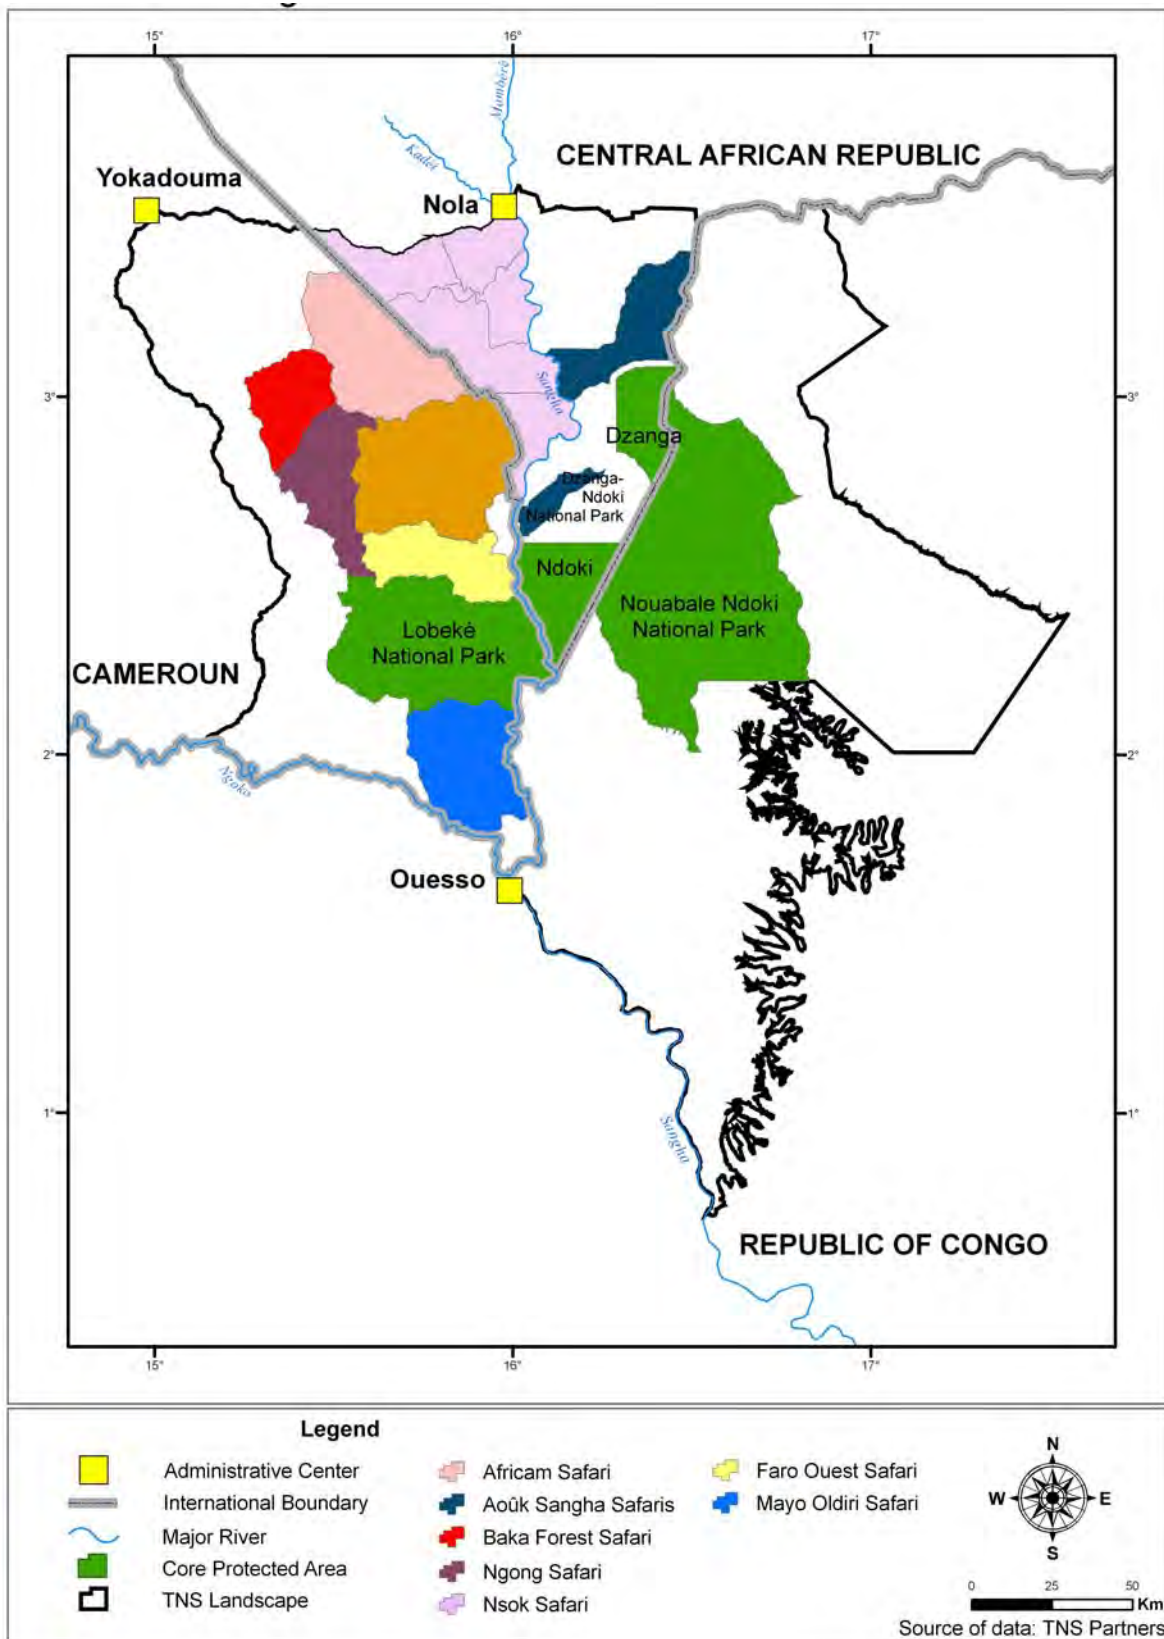 15° 16° 17°
Mambéré
Kadéï
CENTRAL AFRICAN REPUBLIC
Yokadouma
Nola
3° 3°
Sangha
Dzanga
Dzanga-
Ndoki
National Park
Ndoki
Nouabale Ndoki
National Park
Lobeké
National Park
CAMEROUN
2° 2°
Ngoko
Ouesso
1° 1°
Sangha
REPUBLIC OF CONGO
15° 16° 17°
Legend
Administrative Center
International Boundary
Major River
Core Protected Area
TNS Landscape
Africam Safari
Aoûk Sangha Safaris
Baka Forest Safari
Ngong Safari
Nsok Safari
Faro Ouest Safari
Mayo Oldiri Safari
N
W E
S
0 25 50
Km
Source of data: TNS Partners